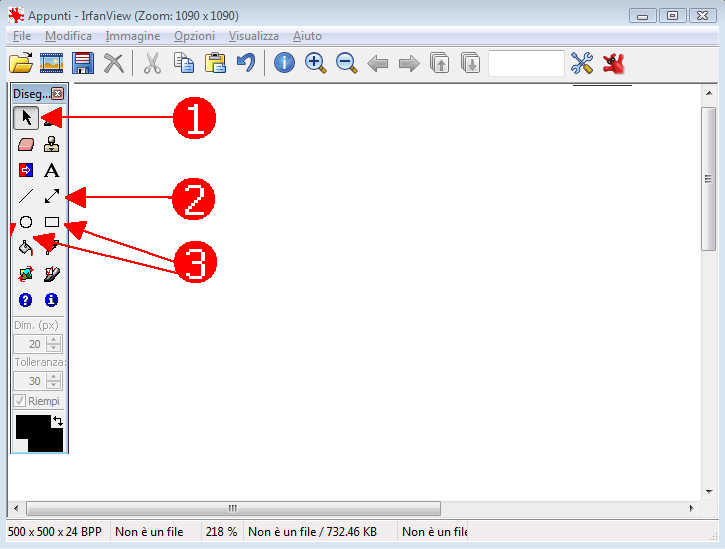 Appunti - IrfanView (Zoom: 1090 x 1090)
File Modifica Immagine Opzioni Visualizza Aiuto
Diseg...
1
A
2
3
Dim. (px)
20
Tolleranza:
30
Riempi
500 x 500 x 24 BPP Non è un file 218 % Non è un file / 732.46 KB Non è un file